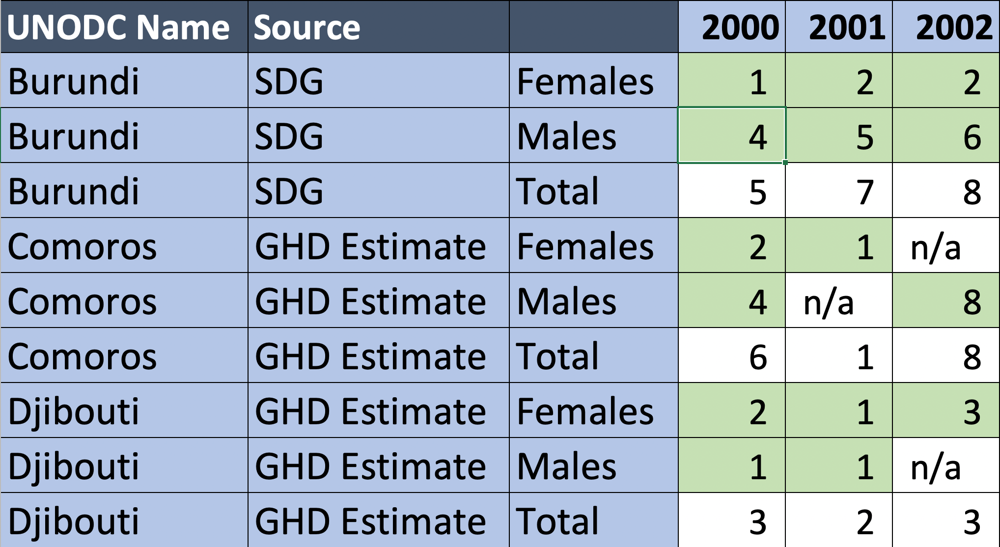 UNODC Name Source 2000 2001 2002
Burundi SDG Females 1 2 2
Burundi SDG Males 4 5 6
Burundi SDG Total 5 7 8
Comoros GHD Estimate Females 2 1 n/a
Comoros GHD Estimate Males 4 n/a 8
Comoros GHD Estimate Total 6 1 8
Djibouti GHD Estimate Females 2 1 3
Djibouti GHD Estimate Males 1 1 n/a
Djibouti GHD Estimate Total 3 2 3